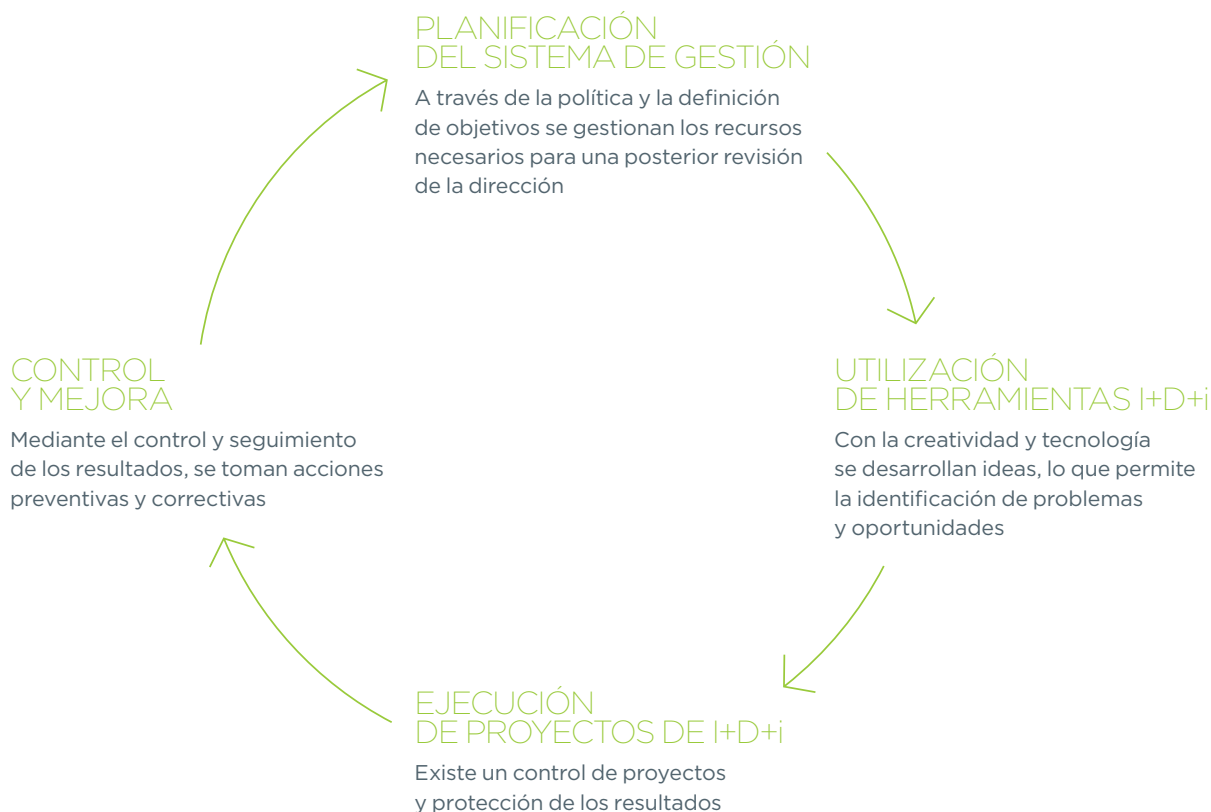 PLANIFICACIÓN
DEL SISTEMA DE GESTIÓN
A través de la política y la definición
de objetivos se gestionan los recursos
necesarios para una posterior revisión
de la dirección
UTILIZACIÓN
DE HERRAMIENTAS I+D+i
Con la creatividad y tecnología
se desarrollan ideas, lo que permite
la identificación de problemas
y oportunidades
EJECUCIÓN
DE PROYECTOS DE I+D+i
Existe un control de proyectos
y protección de los resultados
CONTROL
Y MEJORA
Mediante el control y seguimiento
de los resultados, se toman acciones
preventivas y correctivas